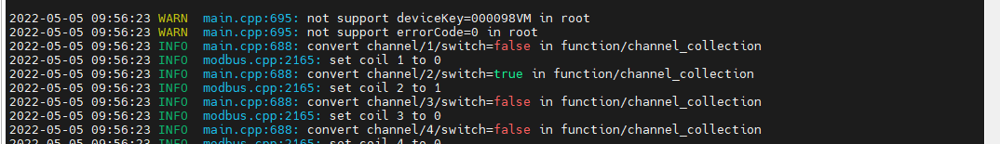 2022-05-05 09:56:23 WARN main.cpp:695: not support deviceKey=000098VM in root
2022-05-05 09:56:23 WARN main.cpp:695: not support errorCode=0 in root
2022-05-05 09:56:23 INFO main.cpp:688: convert channel/1/switch=false in function/channel_collection
2022-05-05 09:56:23 INFO modbus.cpp:2165: set coil 1 to 0
2022-05-05 09:56:23 INFO main.cpp:688: convert channel/2/switch=true in function/channel_collection
2022-05-05 09:56:23 INFO modbus.cpp:2165: set coil 2 to 1
2022-05-05 09:56:23 INFO main.cpp:688: convert channel/3/switch=false in function/channel_collection
2022-05-05 09:56:23 INFO modbus.cpp:2165: set coil 3 to 0
2022-05-05 09:56:23 INFO main.cpp:688: convert channel/4/switch=false in function/channel_collection
2022-05-05 09:56:23 INFO modbus.cpp:2165: set coil 4 to 0